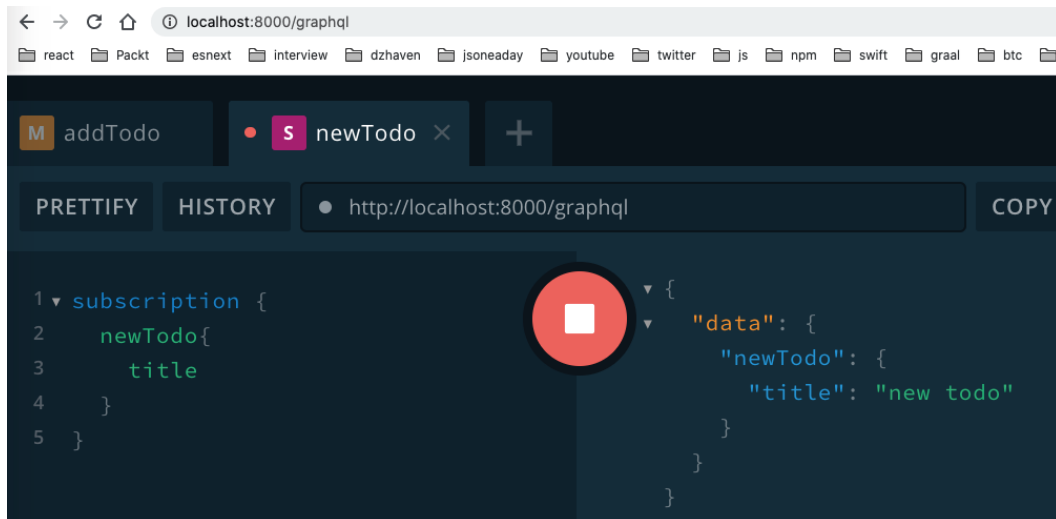 localhost:8000/graphql
react Packt esnext interview dzhaven jsoneaday youtube twitter js npm swift graal btc
M addTodo S newTodo × +
PRETTIFY HISTORY http://localhost:8000/graphql COPY
1 subscription {
2 newTodo{
3 title
4 }
5 }
{
"data": {
"newTodo": {
"title": "new todo"
}
}
}